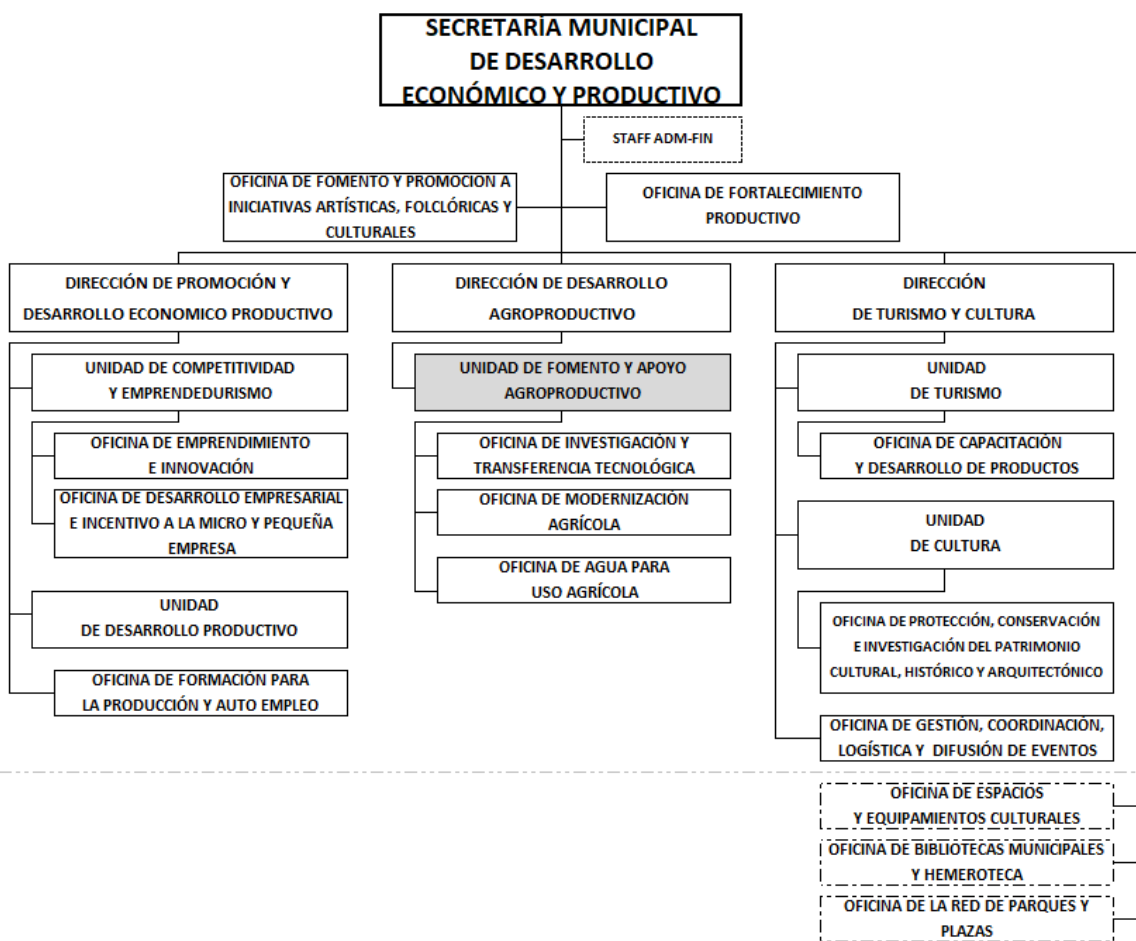 SECRETARÍA MUNICIPAL
DE DESARROLLO
ECONÓMICO Y PRODUCTIVO
STAFF ADM-FIN
OFICINA DE FOMENTO Y PROMOCION A
INICIATIVAS ARTÍSTICAS, FOLCLÓRICAS Y
CULTURALES
OFICINA DE FORTALECIMIENTO
PRODUCTIVO
DIRECCIÓN DE PROMOCIÓN Y
DESARROLLO ECONOMICO PRODUCTIVO
UNIDAD DE COMPETITIVIDAD
Y EMPRENDEDURISMO
OFICINA DE EMPRENDIMIENTO
E INNOVACIÓN
OFICINA DE DESARROLLO EMPRESARIAL
E INCENTIVO A LA MICRO Y PEQUEÑA
EMPRESA
UNIDAD
DE DESARROLLO PRODUCTIVO
OFICINA DE FORMACIÓN PARA
LA PRODUCCIÓN Y AUTO EMPLEO
DIRECCIÓN DE DESARROLLO
AGROPRODUCTIVO
UNIDAD DE FOMENTO Y APOYO
AGROPRODUCTIVO
OFICINA DE INVESTIGACIÓN Y
TRANSFERENCIA TECNOLÓGICA
OFICINA DE MODERNIZACIÓN
AGRÍCOLA
OFICINA DE AGUA PARA
USO AGRÍCOLA
DIRECCIÓN
DE TURISMO Y CULTURA
UNIDAD
DE TURISMO
OFICINA DE CAPACITACIÓN
Y DESARROLLO DE PRODUCTOS
UNIDAD
DE CULTURA
OFICINA DE PROTECCIÓN, CONSERVACIÓN
E INVESTIGACIÓN DEL PATRIMONIO
CULTURAL, HISTÓRICO Y ARQUITECTÓNICO
OFICINA DE GESTIÓN, COORDINACIÓN,
LOGÍSTICA Y DIFUSIÓN DE EVENTOS
OFICINA DE ESPACIOS
Y EQUIPAMIENTOS CULTURALES
OFICINA DE BIBLIOTECAS MUNICIPALES
Y HEMEROTECA
OFICINA DE LA RED DE PARQUES Y
PLAZAS